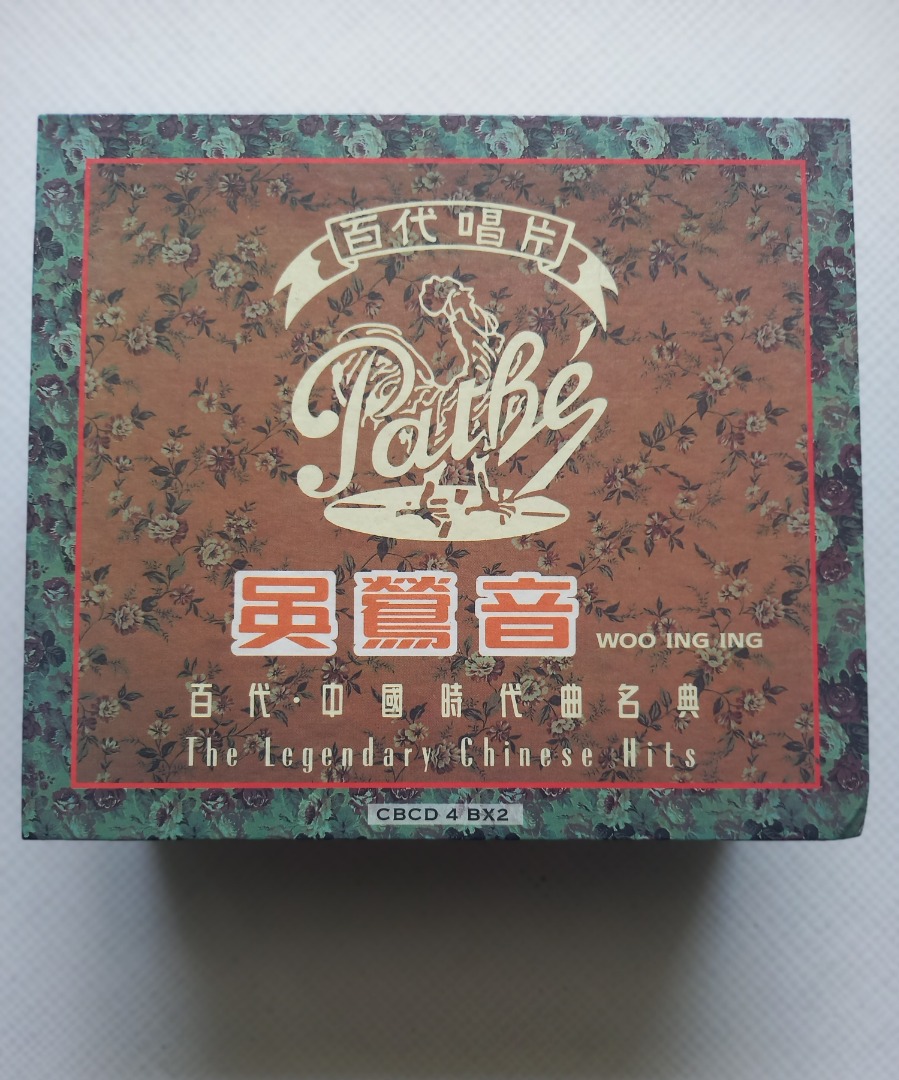 百代唱片
Pathé
吳鶯音 WOO ING ING
百代·中國時代曲名典
The Legendary Chinese Hits
CBCD 4 BX2